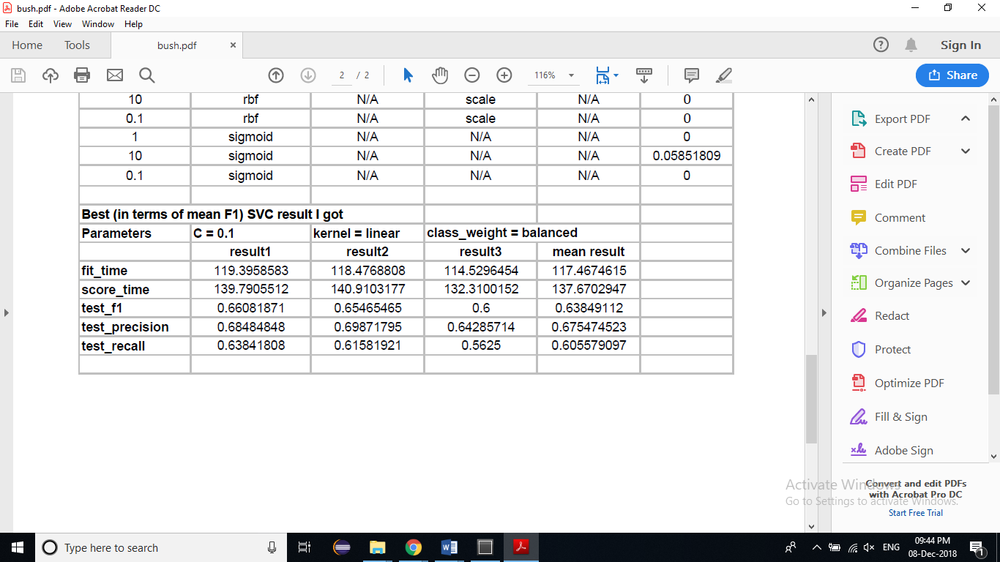 bush.pdf - Adobe Acrobat Reader DC
File Edit View Window Help
Home Tools bush.pdf × Sign In
2 / 2 116% Share
10 rbf N/A scale N/A 0
0.1 rbf N/A scale N/A 0
1 sigmoid N/A N/A N/A 0
10 sigmoid N/A N/A N/A 0.05851809
0.1 sigmoid N/A N/A N/A 0
Best (in terms of mean F1) SVC result I got
Parameters C = 0.1 kernel = linear class_weight = balanced
result1 result2 result3 mean result
fit_time 119.3958583 118.4768808 114.5296454 117.4674615
score_time 139.7905512 140.9103177 132.3100152 137.6702947
test_f1 0.66081871 0.65465465 0.6 0.63849112
test_precision 0.68484848 0.69871795 0.64285714 0.675474523
test_recall 0.63841808 0.61581921 0.5625 0.605579097
Export PDF
Create PDF
Edit PDF
Comment
Combine Files
Organize Pages
Redact
Protect
Optimize PDF
Fill & Sign
Adobe Sign
Convert and edit PDFs
with Acrobat Pro DC
Start Free Trial
Activate Windows
Go to Settings to activate Windows.
Type here to search
ENG
09:44 PM
08-Dec-2018
1